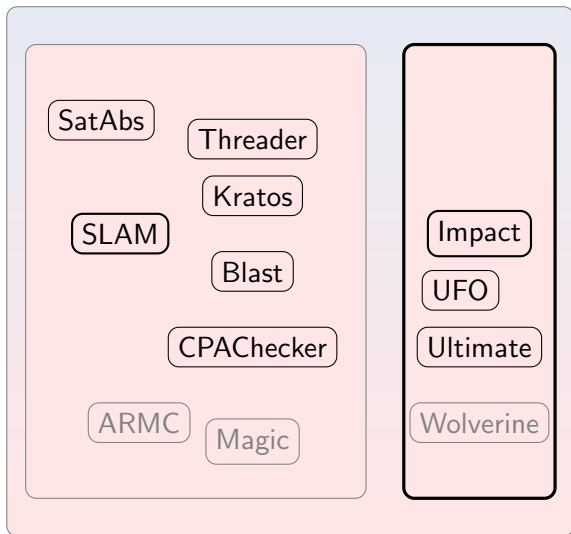 SatAbs
Threader
Kratos
SLAM
Blast
CPAChecker
ARMC
Magic
Impact
UFO
Ultimate
Wolverine